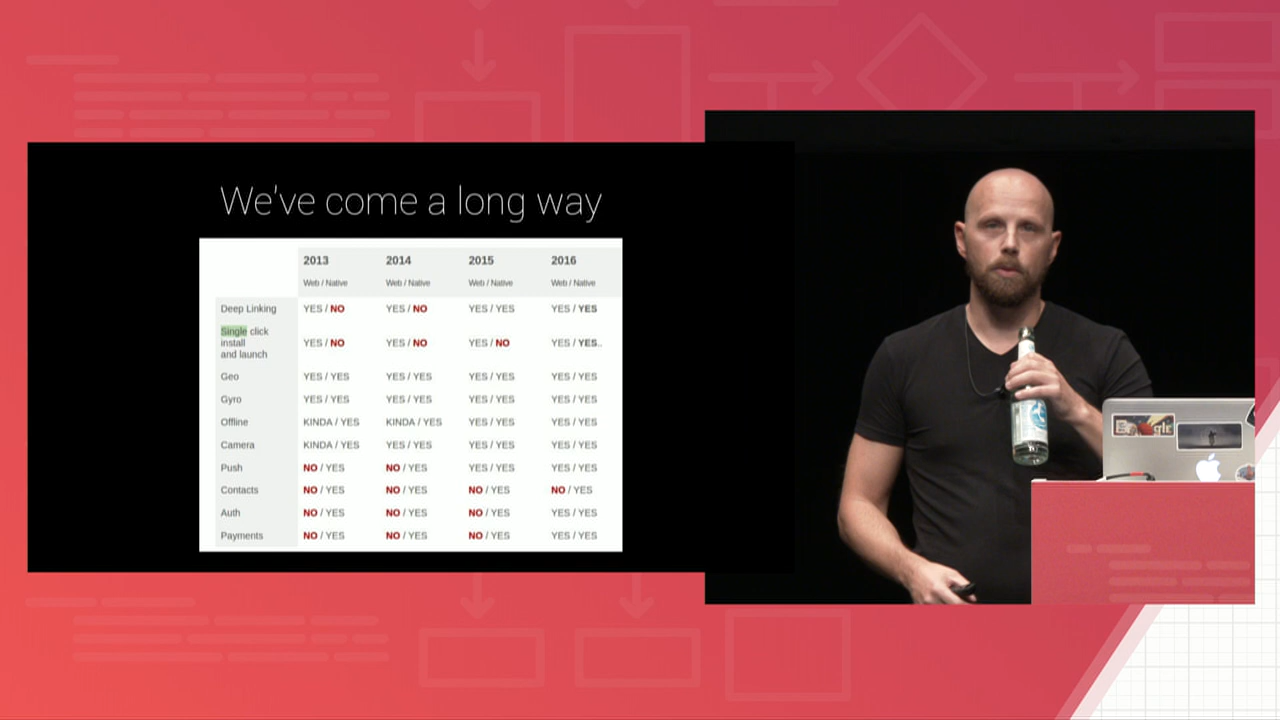 We've come a long way
2013 2014 2015 2016
Web / Native Web / Native Web / Native Web / Native
Deep Linking YES / NO YES / NO YES / YES YES / YES
Single click
install
and launch YES / NO YES / NO YES / NO YES / YES..
Geo YES / YES YES / YES YES / YES YES / YES
Gyro YES / YES YES / YES YES / YES YES / YES
Offline KINDA / YES KINDA / YES YES / YES YES / YES
Camera KINDA / YES YES / YES YES / YES YES / YES
Push NO / YES NO / YES YES / YES YES / YES
Contacts NO / YES NO / YES NO / YES NO / YES
Auth NO / YES NO / YES NO / YES YES / YES
Payments NO / YES NO / YES NO / YES YES / YES